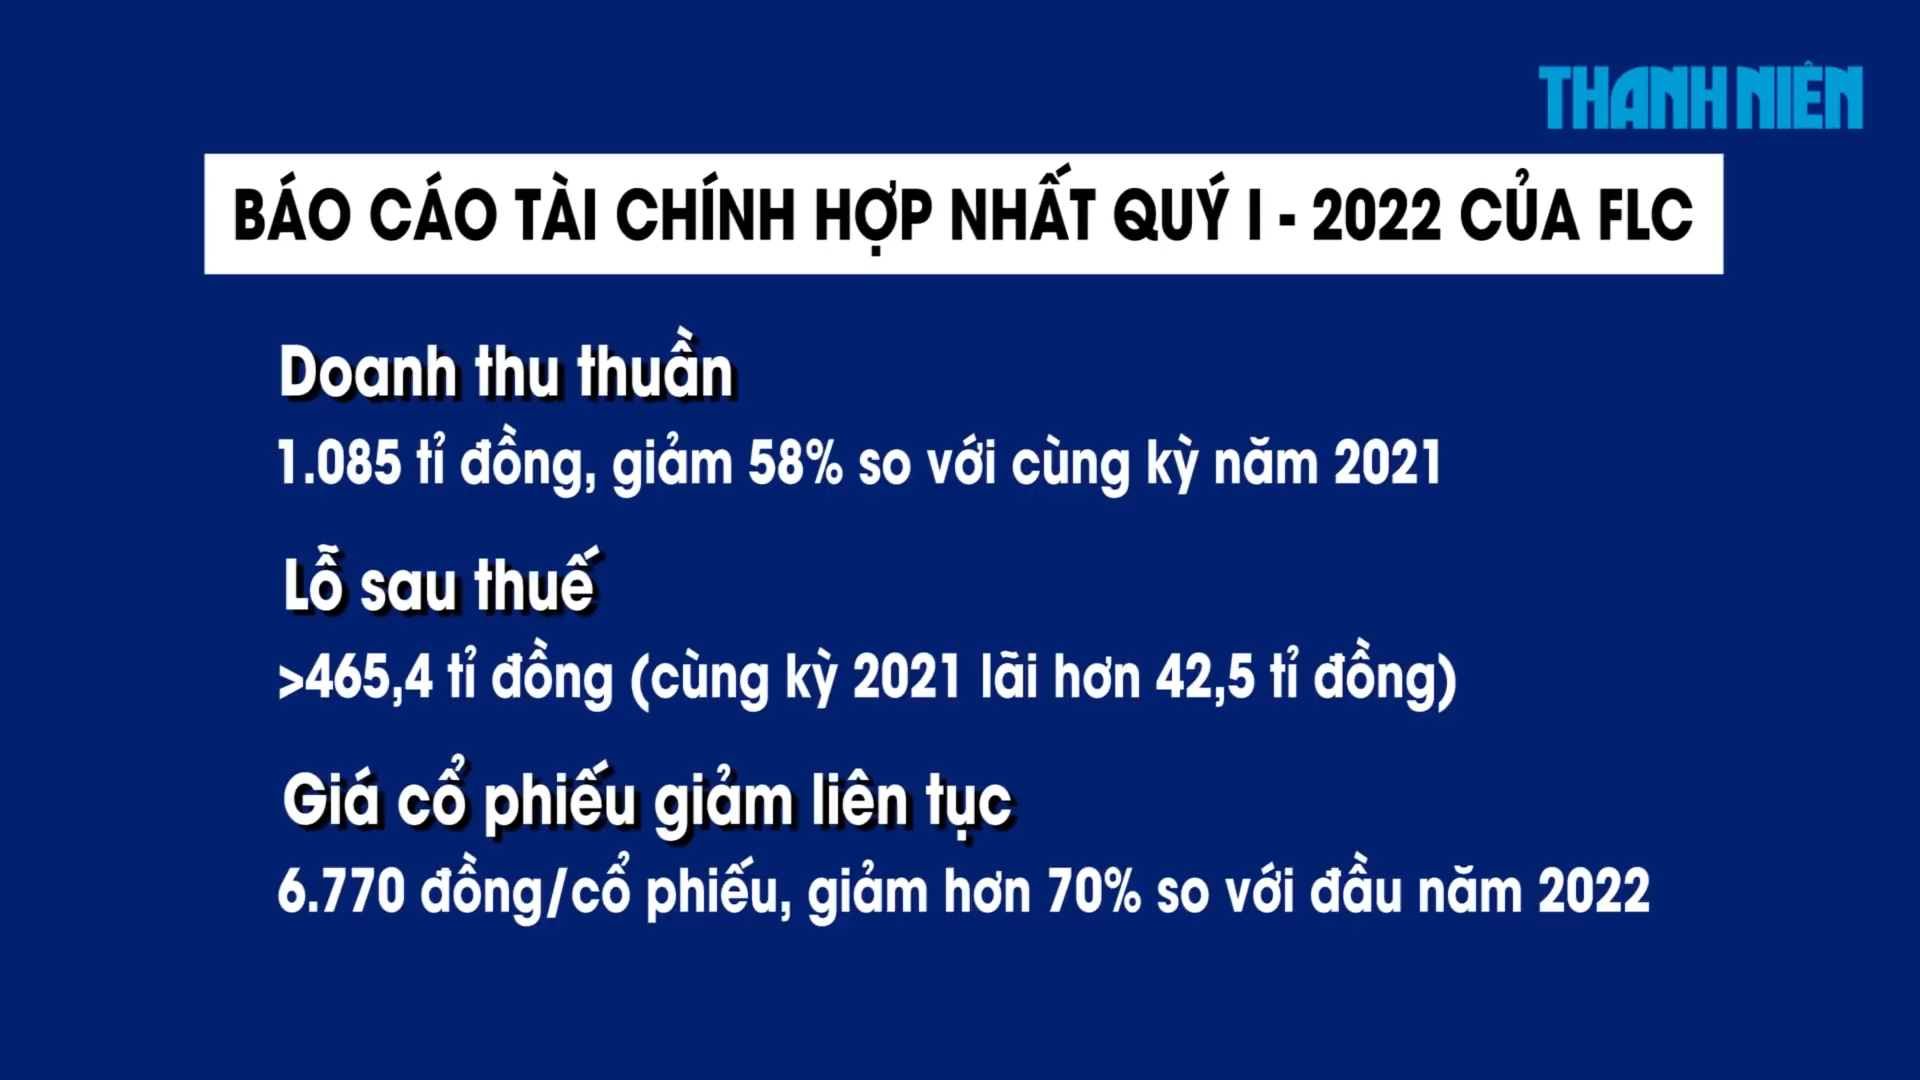 THANH NIÊN
BÁO CÁO TÀI CHÍNH HỢP NHẤT QUÝ I - 2022 CỦA FLC
Doanh thu thuần
1.085 tỉ đồng, giảm 58% so với cùng kỳ năm 2021
Lỗ sau thuế
>465,4 tỉ đồng (cùng kỳ 2021 lãi hơn 42,5 tỉ đồng)
Giá cổ phiếu giảm liên tục
6.770 đồng/cổ phiếu, giảm hơn 70% so với đầu năm 2022